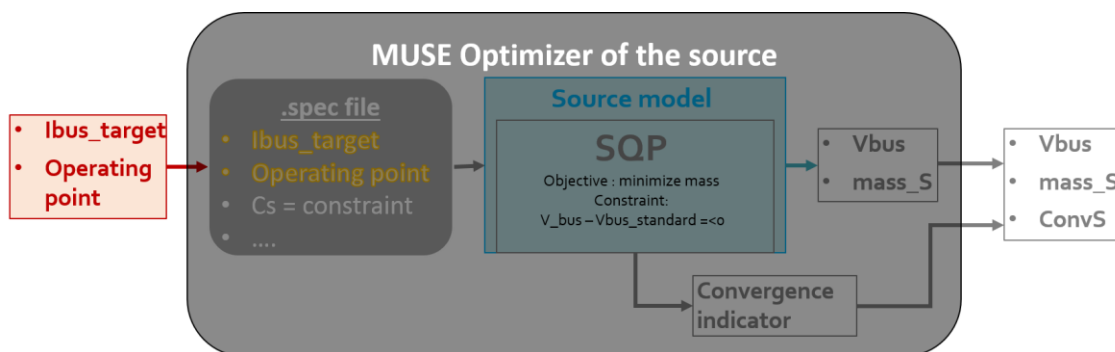 MUSE Optimizer of the source
• Ibus_target
• Operating
point
.spec file
• Ibus_target
• Operating point
• Cs = constraint
• ....
Source model
SQP
Objective : minimize mass
Constraint:
V_bus – Vbus_standard =<0
• Vbus
• mass_S
Convergence
indicator
• Vbus
• mass_S
• ConvS